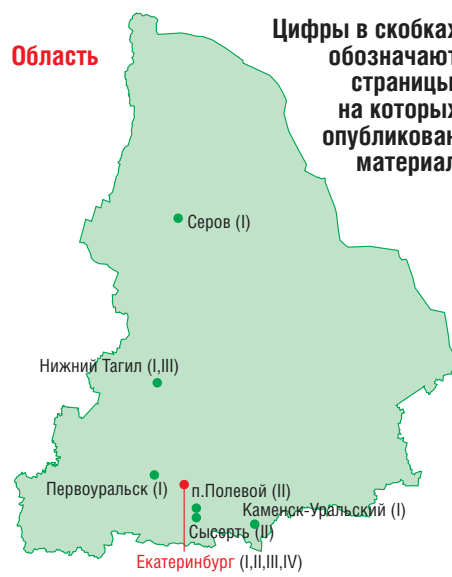 Область
Цифры в скобках
обозначают
страницы
на которых
опубликован
материал
Серов (I)
Нижний Тагил (I,III)
Первоуральск (I)
п.Полевой (II)
Каменск-Уральский (I)
Сысерть (II)
Екатеринбург (I,II,III,IV)